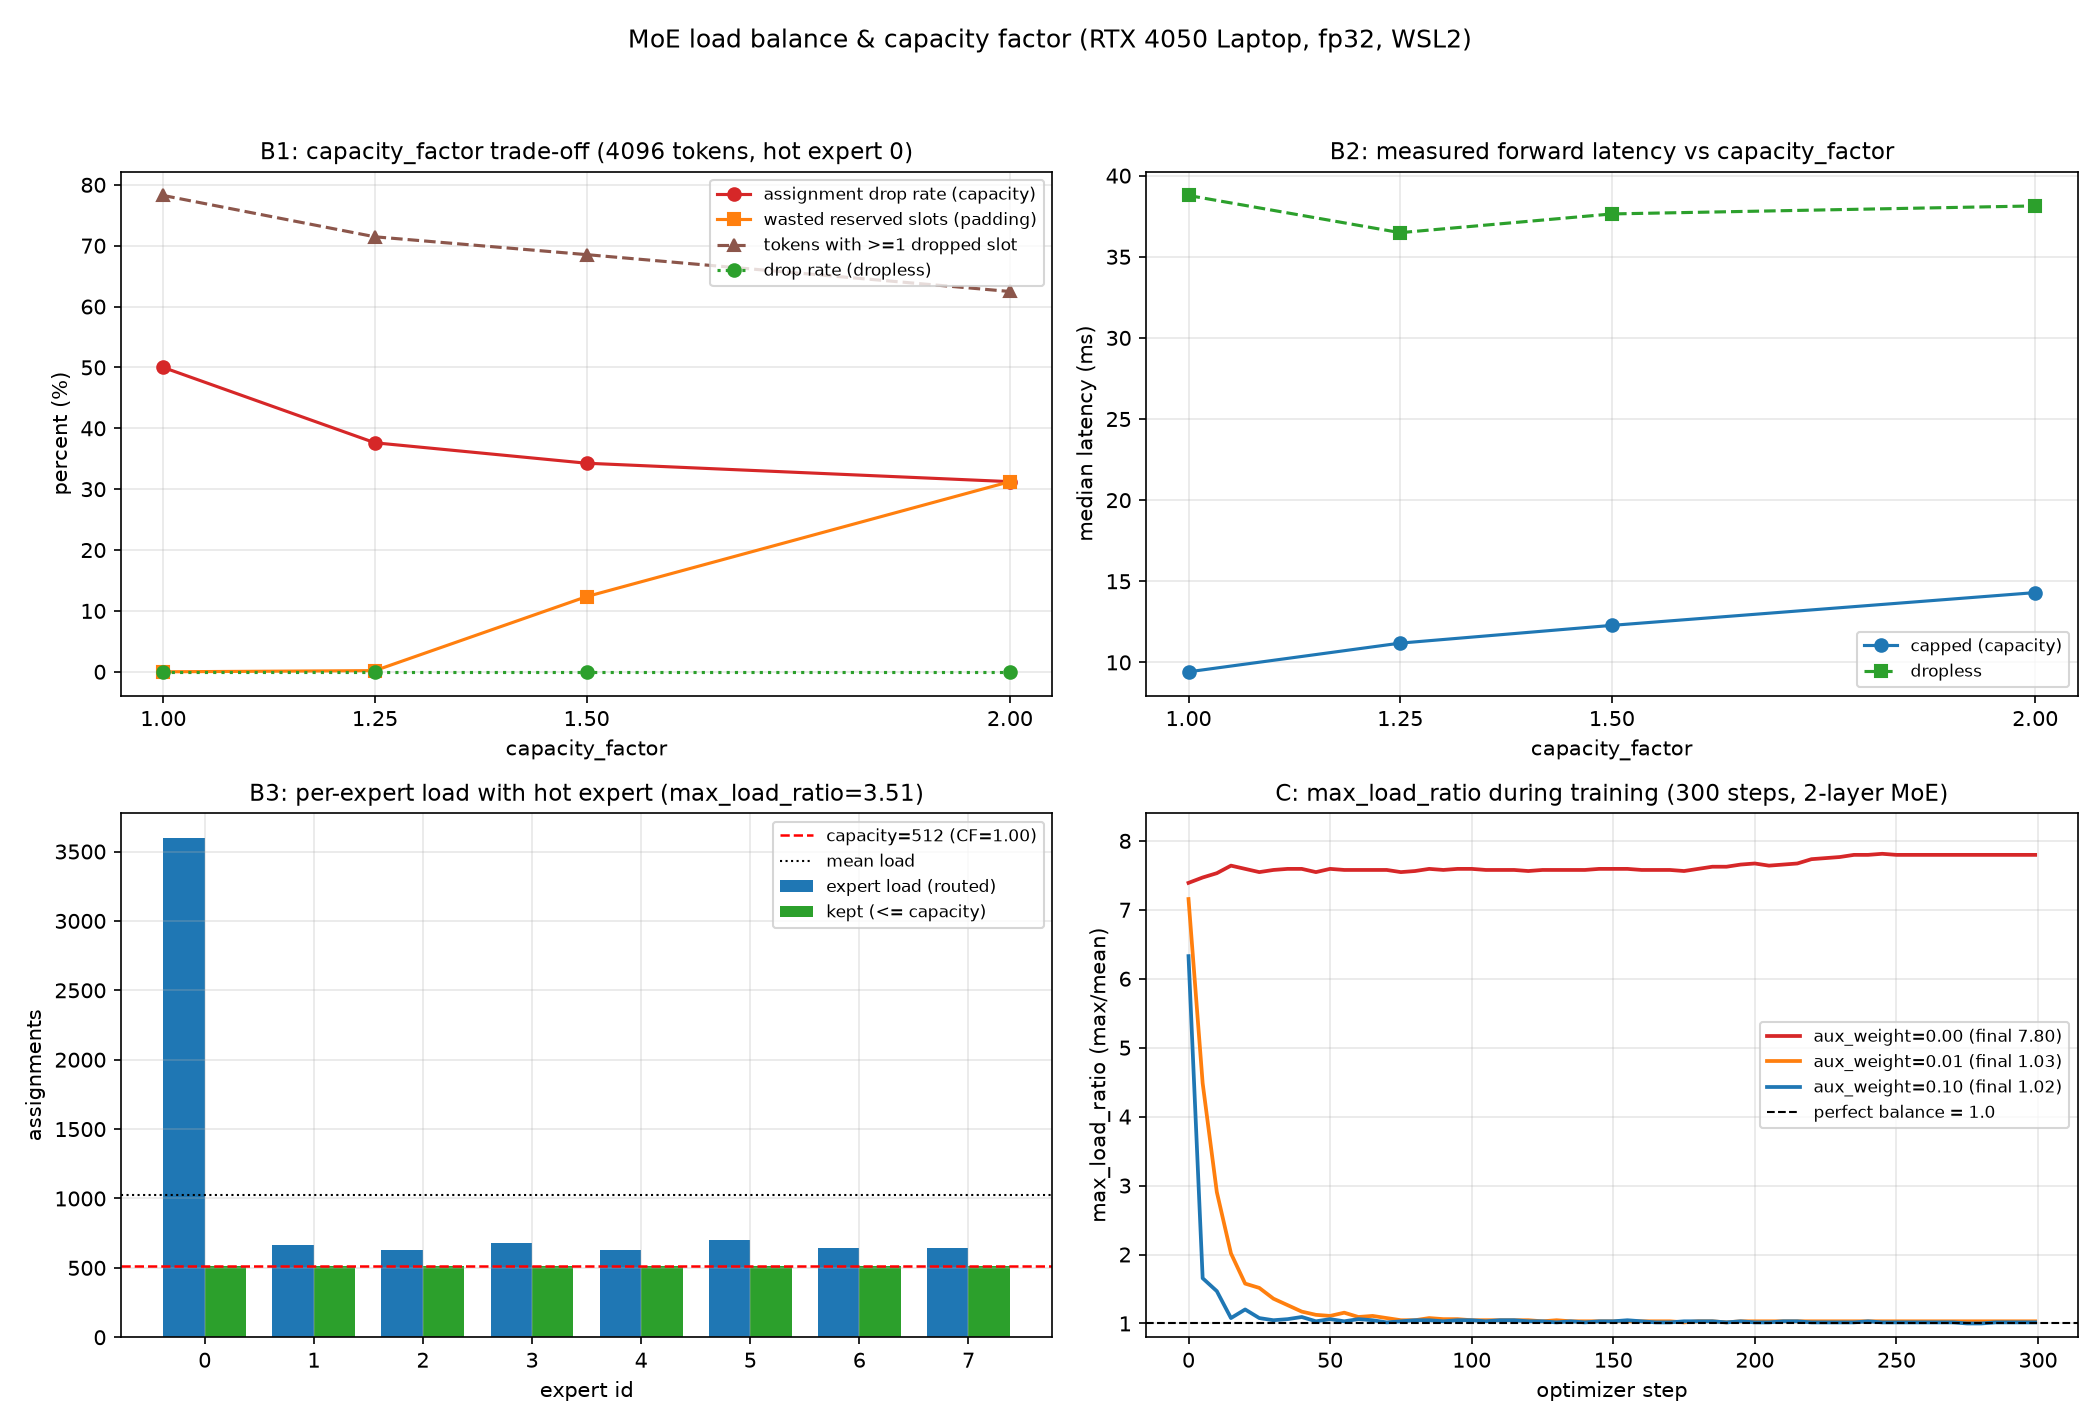 MoE load balance & capacity factor (RTX 4050 Laptop, fp32, WSL2)
B1: capacity_factor trade-off (4096 tokens, hot expert 0)
percent (%)
80
70
60
50
40
30
20
10
0
assignment drop rate (capacity)
wasted reserved slots (padding)
tokens with >=1 dropped slot
drop rate (dropless)
1.00 1.25 1.50 2.00
capacity_factor
B2: measured forward latency vs capacity_factor
median latency (ms)
40
35
30
25
20
15
10
capped (capacity)
dropless
1.00 1.25 1.50 2.00
capacity_factor
B3: per-expert load with hot expert (max_load_ratio=3.51)
assignments
3500
3000
2500
2000
1500
1000
500
0
capacity=512 (CF=1.00)
mean load
expert load (routed)
kept (<= capacity)
0 1 2 3 4 5 6 7
expert id
C: max_load_ratio during training (300 steps, 2-layer MoE)
max_load_ratio (max/mean)
8
7
6
5
4
3
2
1
aux_weight=0.00 (final 7.80)
aux_weight=0.01 (final 1.03)
aux_weight=0.10 (final 1.02)
perfect balance = 1.0
0 50 100 150 200 250 300
optimizer step